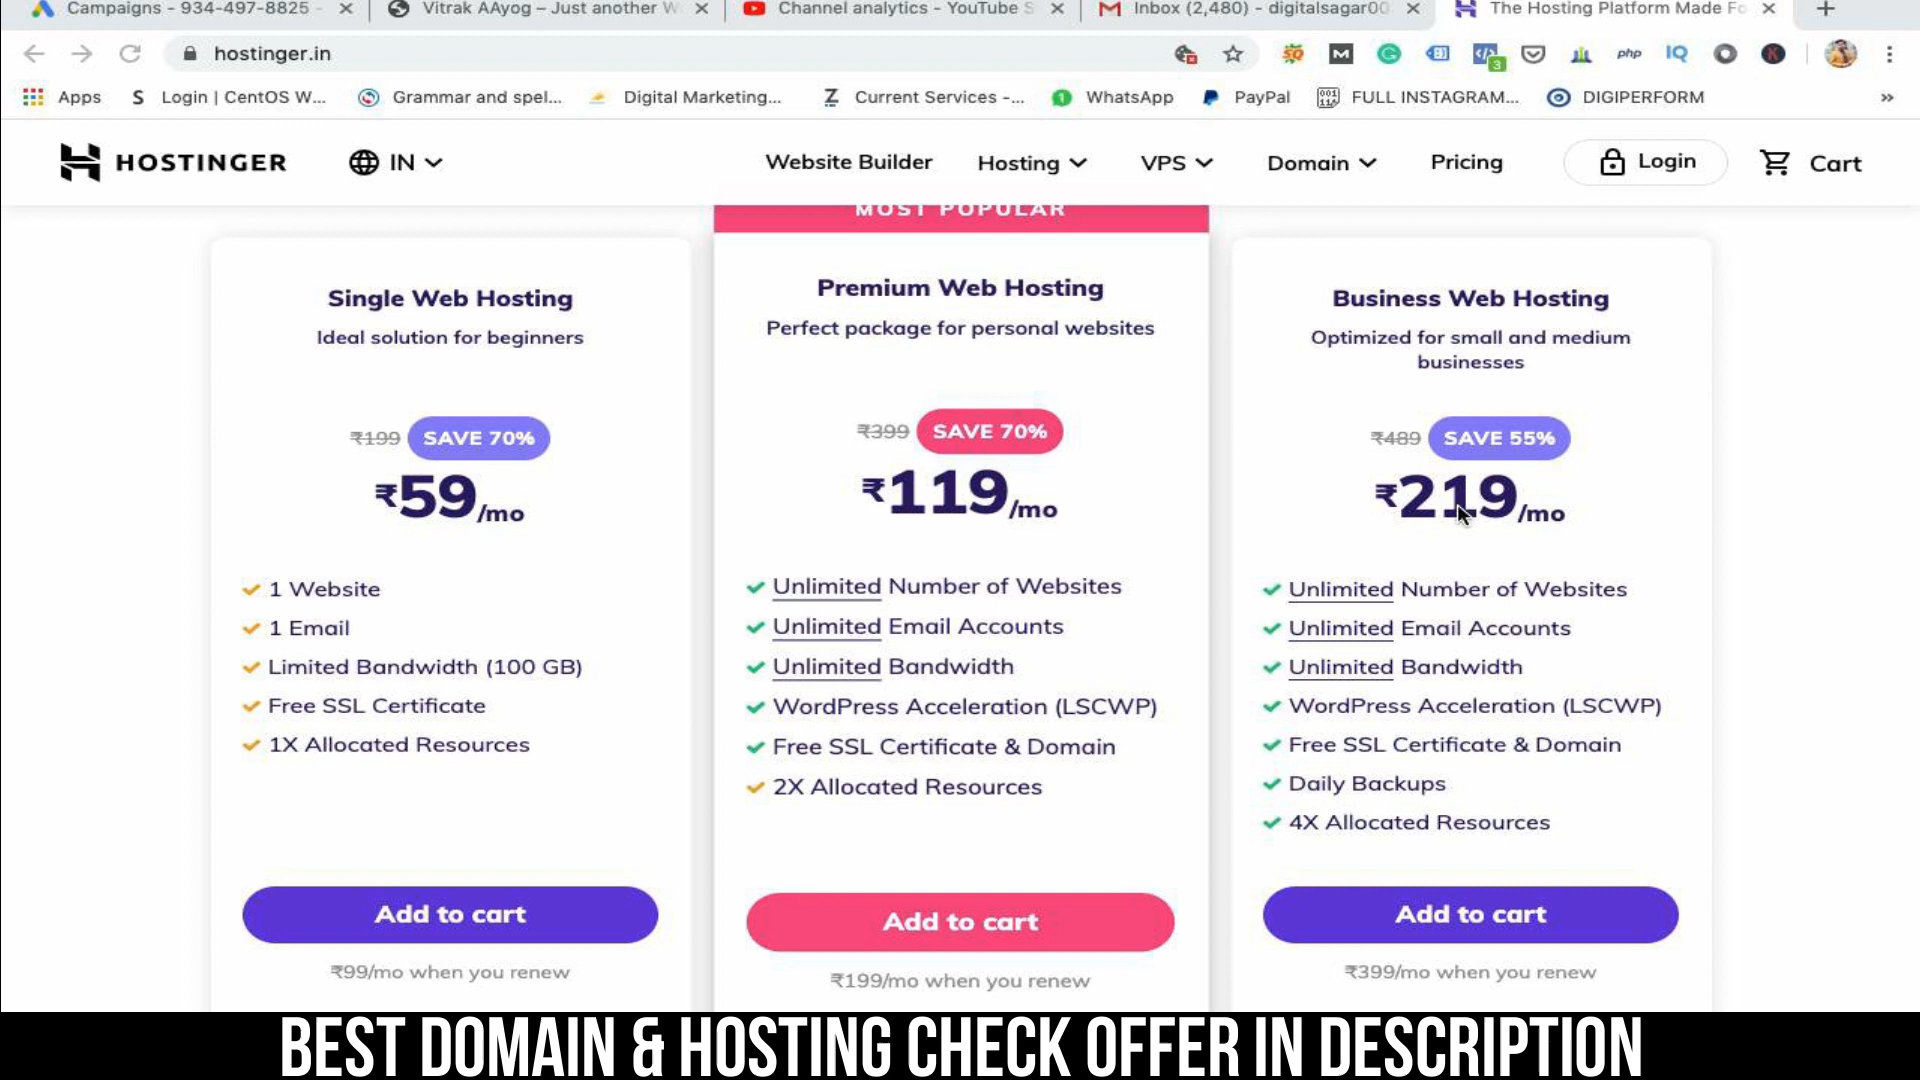 Campaigns - 934-497-8825 -
Vitrak AAyog – Just another W
Channel analytics - YouTube S
Inbox (2,480) - digitalsagar00
The Hosting Platform Made Fo
hostinger.in
3
php
IQ
Apps
Login | CentOS W...
Grammar and spel...
Digital Marketing...
Current Services -...
WhatsApp
PayPal
FULL INSTAGRAM...
DIGIPERFORM
»
HOSTINGER
IN
Website Builder
Hosting
VPS
Domain
Pricing
Login
Cart
MOST POPULAR
Single Web Hosting
Ideal solution for beginners
₹199 SAVE 70%
₹59/mo
1 Website
1 Email
Limited Bandwidth (100 GB)
Free SSL Certificate
1X Allocated Resources
Add to cart
₹99/mo when you renew
Premium Web Hosting
Perfect package for personal websites
₹399 SAVE 70%
₹119/mo
Unlimited Number of Websites
Unlimited Email Accounts
Unlimited Bandwidth
WordPress Acceleration (LSCWP)
Free SSL Certificate & Domain
2X Allocated Resources
Add to cart
₹199/mo when you renew
Business Web Hosting
Optimized for small and medium
businesses
₹489 SAVE 55%
₹219/mo
Unlimited Number of Websites
Unlimited Email Accounts
Unlimited Bandwidth
WordPress Acceleration (LSCWP)
Free SSL Certificate & Domain
Daily Backups
4X Allocated Resources
Add to cart
₹399/mo when you renew
BEST DOMAIN & HOSTING CHECK OFFER IN DESCRIPTION